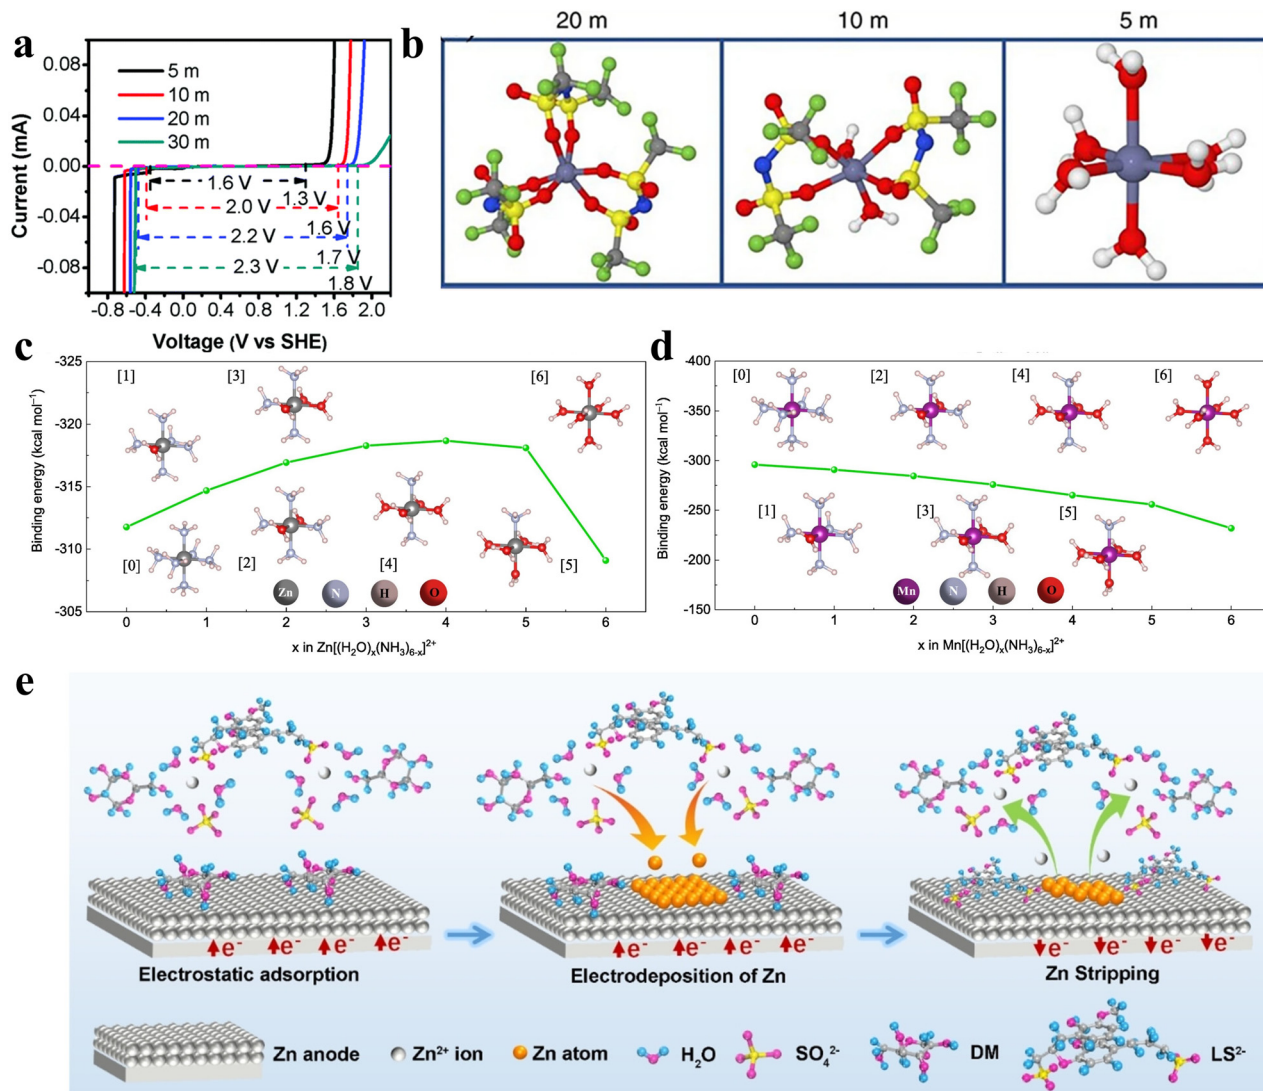 a
0.08
0.04
0.00
-0.04
-0.08
Current (mA)
5 m
10 m
20 m
30 m
1.6 V
1.3 V
2.0 V
1.6 V
2.2 V
1.7 V
2.3 V
1.8 V
-0.8 -0.4 0.0 0.4 0.8 1.2 1.6 2.0
Voltage (V vs SHE)
b
20 m 10 m 5 m
c
-325
-320
-315
-310
-305
Binding energy (kcal mol⁻¹)
[1] [3] [6]
[0] [2] [4] [5]
Zn N H O
0 1 2 3 4 5 6
x in Zn[(H₂O)ₓ(NH₃)₆₋ₓ]²⁺
d
-400
-350
-300
-250
-200
-150
Binding energy (kcal mol⁻¹)
[0] [2] [4] [6]
[1] [3] [5]
Mn N H O
0 1 2 3 4 5 6
x in Mn[(H₂O)ₓ(NH₃)₆₋ₓ]²⁺
e
e⁻ e⁻ e⁻ e⁻
Electrostatic adsorption
e⁻ e⁻ e⁻ e⁻
Electrodeposition of Zn
e⁻ e⁻ e⁻ e⁻
Zn Stripping
Zn anode Zn²⁺ ion Zn atom H₂O SO₄²⁻ DM LS²⁻